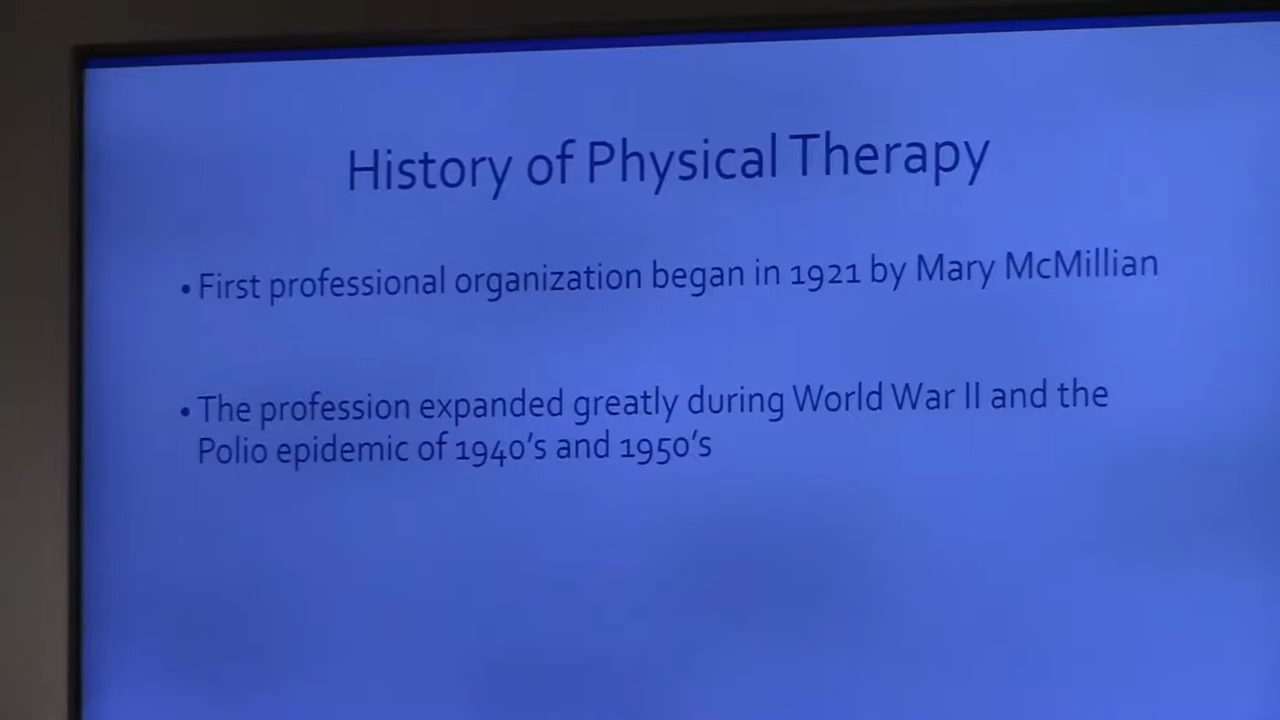 History of Physical Therapy
• First professional organization began in 1921 by Mary McMillian
• The profession expanded greatly during World War II and the
Polio epidemic of 1940's and 1950's